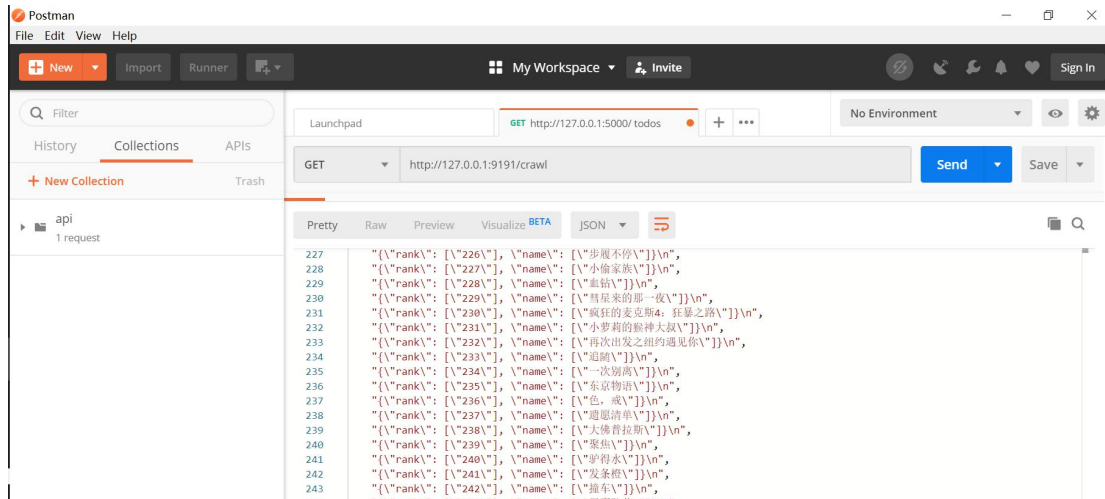 Postman
File Edit View Help
New Import Runner My Workspace Invite Sign In
Filter
Launchpad GET http://127.0.0.1:5000/ todos ••• No Environment
History Collections APIs
GET http://127.0.0.1:9191/crawl Send Save
+ New Collection Trash
api
1 request
Pretty Raw Preview Visualize BETA JSON
227 "{\"rank\": [\"226\"], \"name\": [\"步履不停\"]}\n",
228 "{\"rank\": [\"227\"], \"name\": [\"小偷家族\"]}\n",
229 "{\"rank\": [\"228\"], \"name\": [\"血钻\"]}\n",
230 "{\"rank\": [\"229\"], \"name\": [\"彗星来的那一夜\"]}\n",
231 "{\"rank\": [\"230\"], \"name\": [\"疯狂的麦克斯4：狂暴之路\"]}\n",
232 "{\"rank\": [\"231\"], \"name\": [\"小萝莉的猴神大叔\"]}\n",
233 "{\"rank\": [\"232\"], \"name\": [\"再次出发之纽约遇见你\"]}\n",
234 "{\"rank\": [\"233\"], \"name\": [\"追随\"]}\n",
235 "{\"rank\": [\"234\"], \"name\": [\"一次别离\"]}\n",
236 "{\"rank\": [\"235\"], \"name\": [\"东京物语\"]}\n",
237 "{\"rank\": [\"236\"], \"name\": [\"色，戒\"]}\n",
238 "{\"rank\": [\"237\"], \"name\": [\"遗愿清单\"]}\n",
239 "{\"rank\": [\"238\"], \"name\": [\"大佛普拉斯\"]}\n",
240 "{\"rank\": [\"239\"], \"name\": [\"聚焦\"]}\n",
241 "{\"rank\": [\"240\"], \"name\": [\"驴得水\"]}\n",
242 "{\"rank\": [\"241\"], \"name\": [\"发条橙\"]}\n",
243 "{\"rank\": [\"242\"], \"name\": [\"撞车\"]}\n",